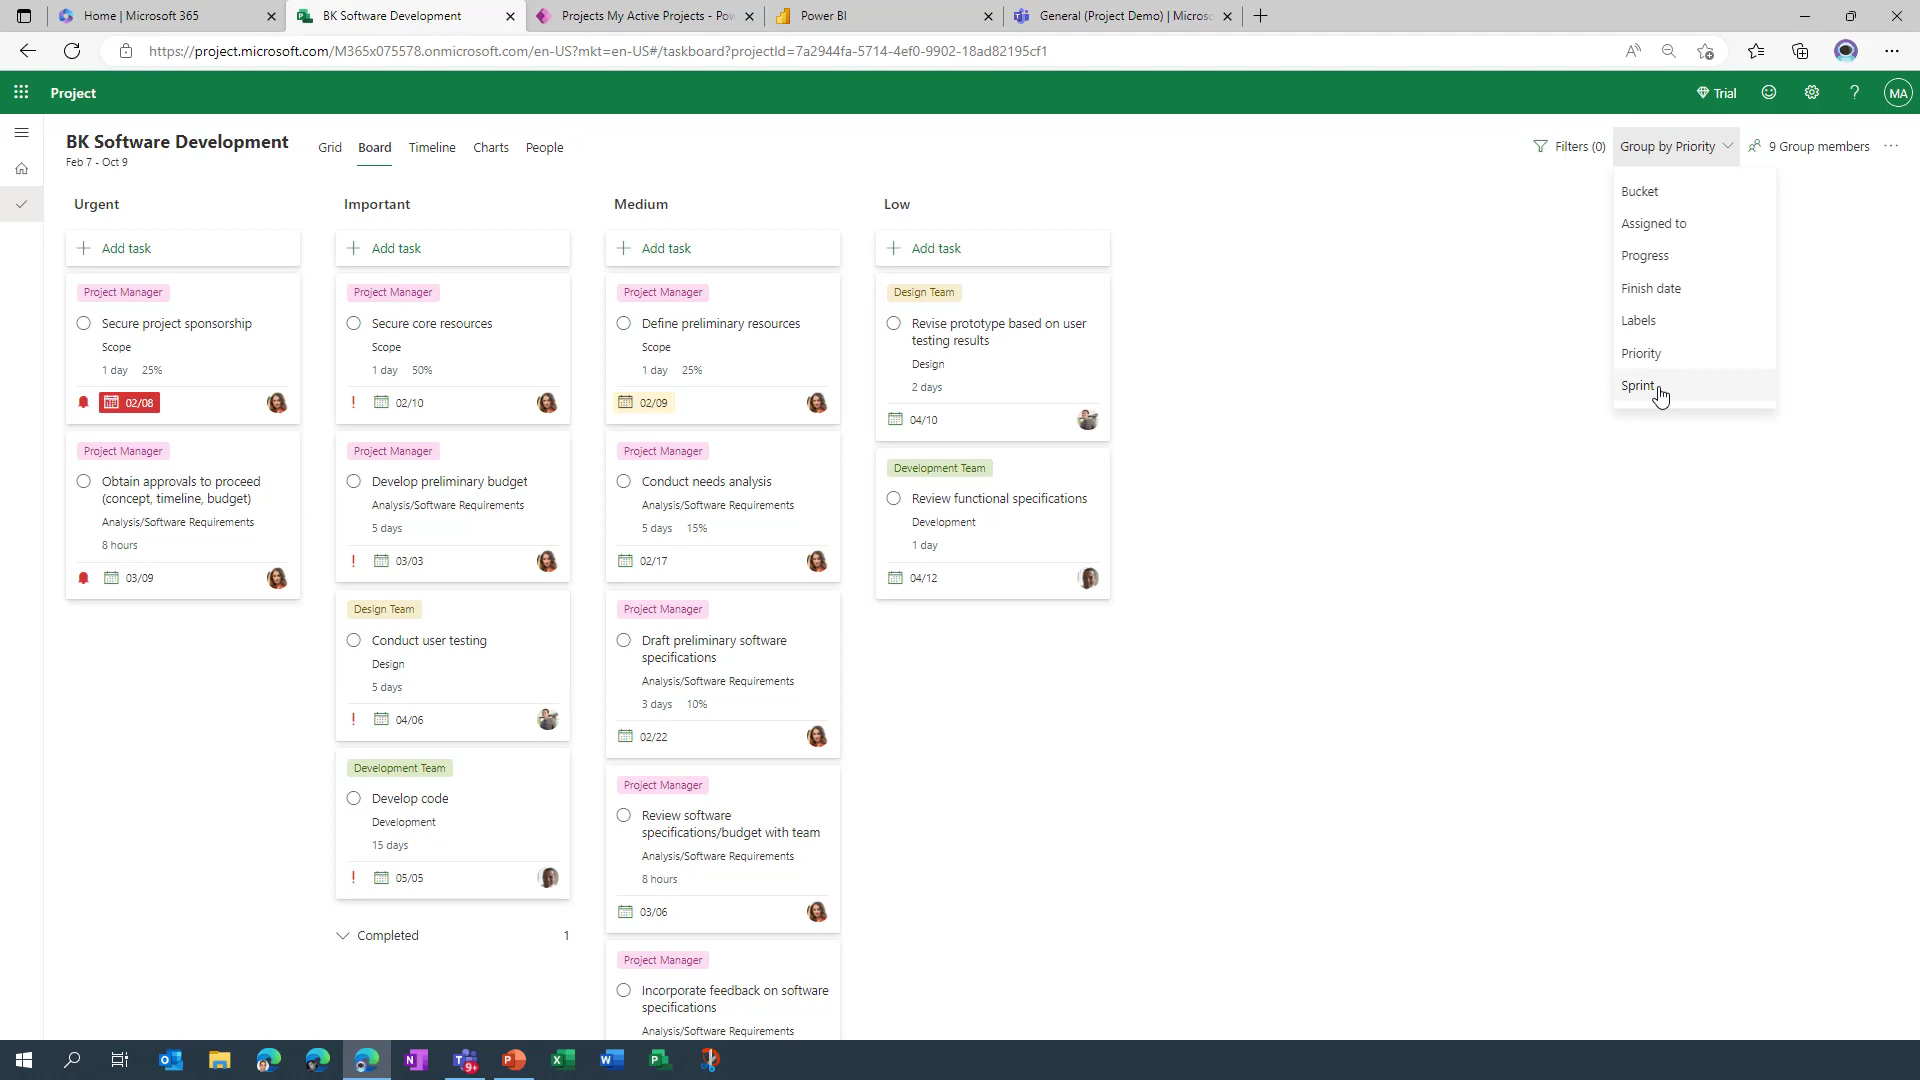 Home | Microsoft 365
BK Software Development
Projects My Active Projects - Pow
Power BI
General (Project Demo) | Microso
https://project.microsoft.com/M365x075578.onmicrosoft.com/en-US?mkt=en-US#/taskboard?projectId=7a2944fa-5714-4ef0-9902-18ad82195cf1
Project
Trial
?
MA
BK Software Development
Feb 7 - Oct 9
Grid
Board
Timeline
Charts
People
Filters (0)
Group by Priority
9 Group members
Bucket
Assigned to
Progress
Finish date
Labels
Priority
Sprint
Urgent
Add task
Project Manager
Secure project sponsorship
Scope
1 day 25%
02/08
Project Manager
Obtain approvals to proceed
(concept, timeline, budget)
Analysis/Software Requirements
8 hours
03/09
Important
Add task
Project Manager
Secure core resources
Scope
1 day 50%
! 02/10
Project Manager
Develop preliminary budget
Analysis/Software Requirements
5 days
! 03/03
Design Team
Conduct user testing
Design
5 days
! 04/06
Development Team
Develop code
Development
15 days
! 05/05
Completed 1
Medium
Add task
Project Manager
Define preliminary resources
Scope
1 day 25%
02/09
Project Manager
Conduct needs analysis
Analysis/Software Requirements
5 days 15%
02/17
Project Manager
Draft preliminary software
specifications
Analysis/Software Requirements
3 days 10%
02/22
Project Manager
Review software
specifications/budget with team
Analysis/Software Requirements
8 hours
03/06
Project Manager
Incorporate feedback on software
specifications
Analysis/Software Requirements
Low
Add task
Design Team
Revise prototype based on user
testing results
Design
2 days
04/10
Development Team
Review functional specifications
Development
1 day
04/12
9+